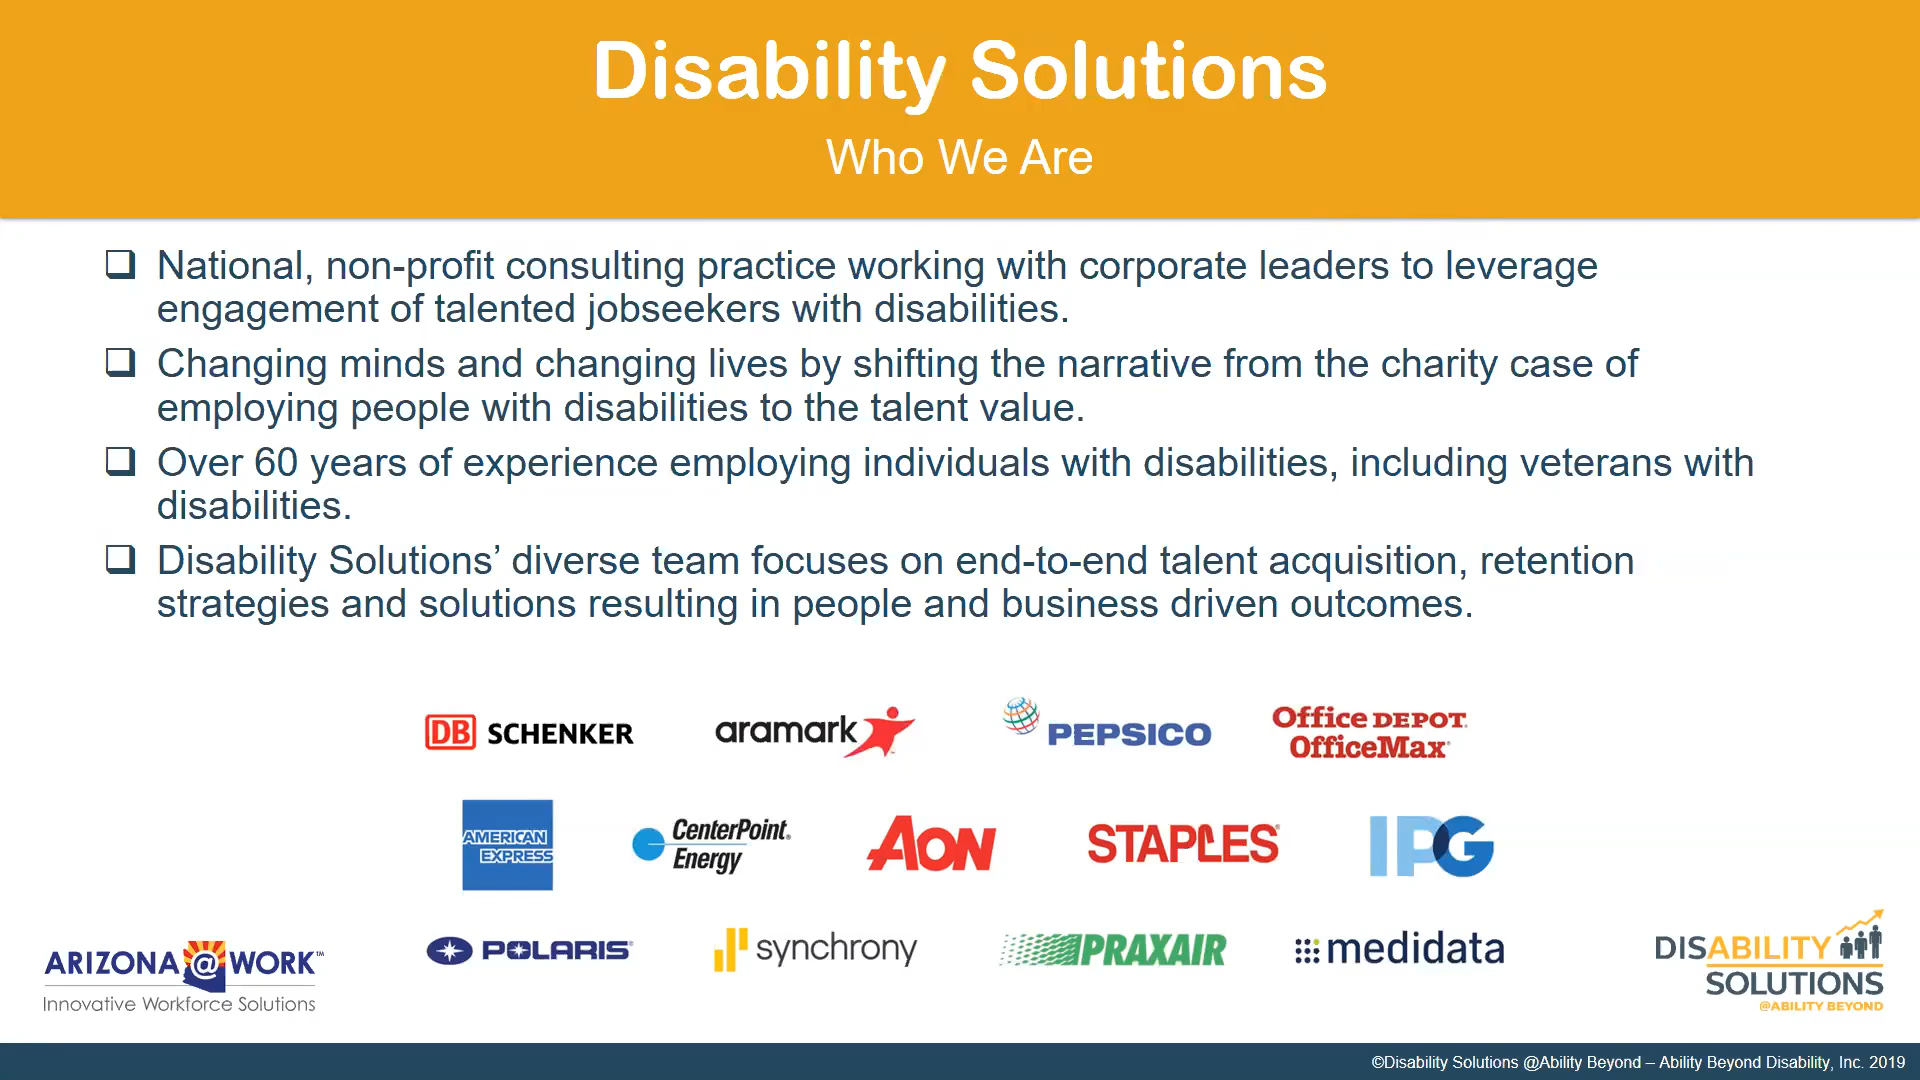 Disability Solutions
Who We Are
❑ National, non-profit consulting practice working with corporate leaders to leverage
engagement of talented jobseekers with disabilities.
❑ Changing minds and changing lives by shifting the narrative from the charity case of
employing people with disabilities to the talent value.
❑ Over 60 years of experience employing individuals with disabilities, including veterans with
disabilities.
❑ Disability Solutions’ diverse team focuses on end-to-end talent acquisition, retention
strategies and solutions resulting in people and business driven outcomes.
DB SCHENKER
aramark
PEPSICO
Office DEPOT
OfficeMax
AMERICAN
EXPRESS
CenterPoint
Energy
AON
STAPLES
IPG
POLARIS
synchrony
PRAXAIR
medidata
ARIZONA@WORK™
Innovative Workforce Solutions
DISABILITY
SOLUTIONS
@ABILITY BEYOND
©Disability Solutions @Ability Beyond – Ability Beyond Disability, Inc. 2019